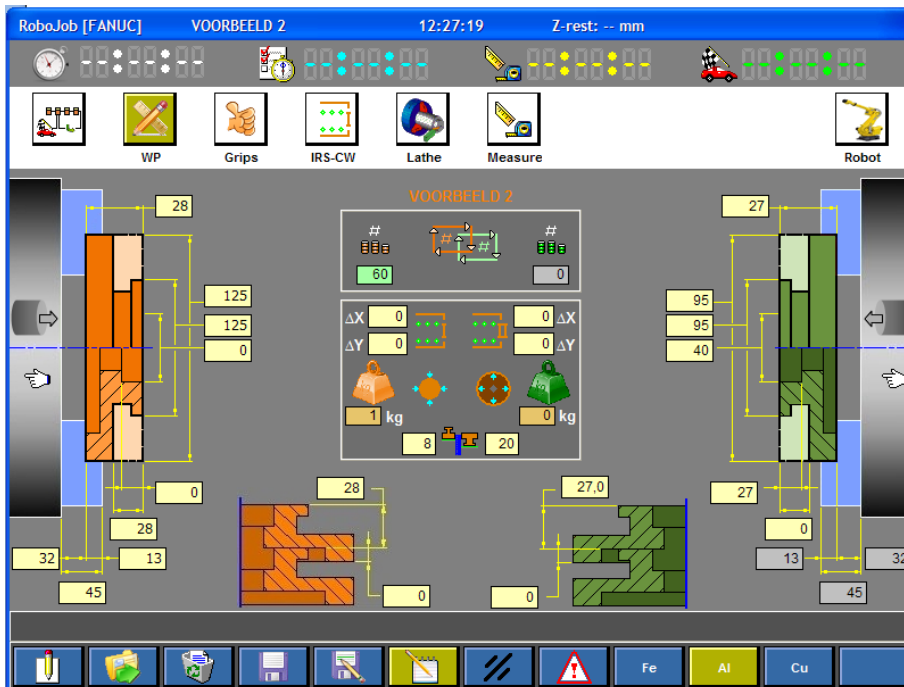 RoboJob [FANUC] VOORBEELD 2 12:27:19 Z-rest: -- mm
WP Grips IRS-CW Lathe Measure Robot
VOORBEELD 2
28 27
# # # #
60 0
125 95
125 95
0 40
ΔX 0 0 ΔX
ΔY 0 0 ΔY
KG KG
1 kg 0 kg
8 20
0 28 27,0 27
28 0
32 13 13 32
45 0 0 45
Fe Al Cu